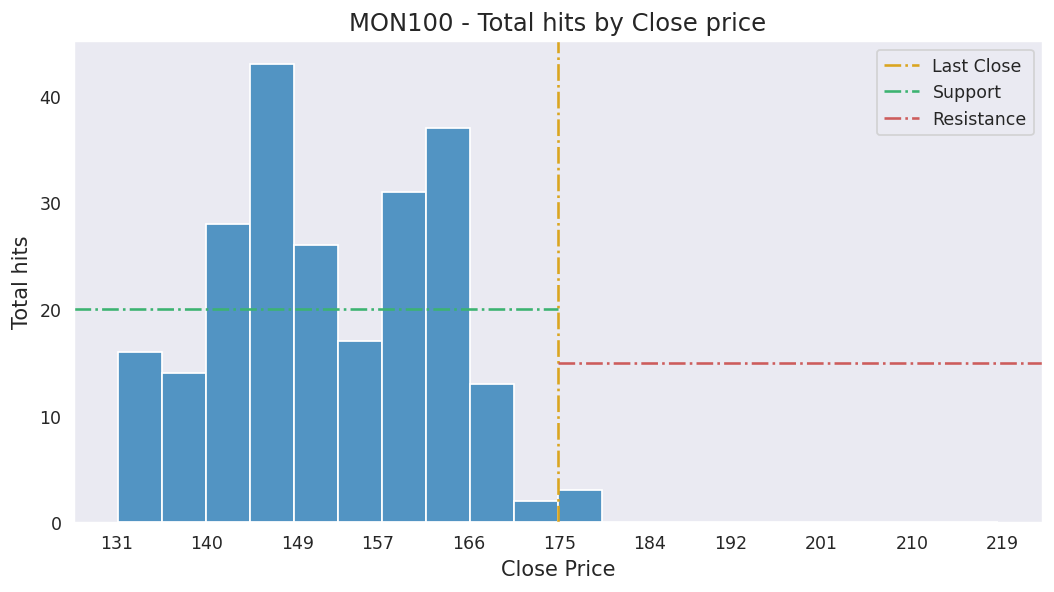 MON100 - Total hits by Close price
Last Close
Support
Resistance
Total hits
40
30
20
10
0
131 140 149 157 166 175 184 192 201 210 219
Close Price